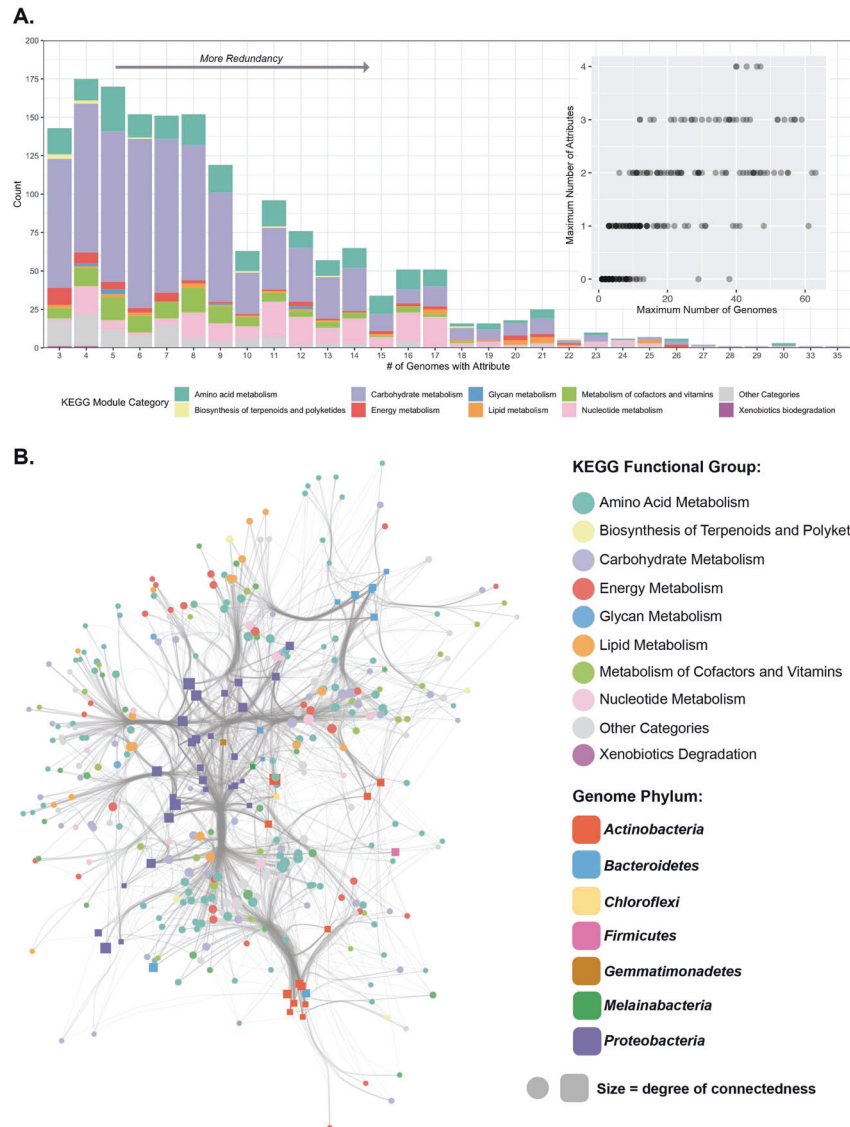 A.
More Redundancy
175
150
125
100
75
50
25
0
Count
3 4 5 6 7 8 9 10 11 12 13 14 15 16 17 18 19 20 21 22 23 24 25 26 27 28 29 30 33 35
# of Genomes with Attribute
4
3
2
1
0
Maximum Number of Attributes
0 20 40 60
Maximum Number of Genomes
KEGG Module Category
Amino acid metabolism
Carbohydrate metabolism
Glycan metabolism
Metabolism of cofactors and vitamins
Other Categories
Biosynthesis of terpenoids and polyketides
Energy metabolism
Lipid metabolism
Nucleotide metabolism
Xenobiotics biodegradation
B.
KEGG Functional Group:
Amino Acid Metabolism
Biosynthesis of Terpenoids and Polyket
Carbohydrate Metabolism
Energy Metabolism
Glycan Metabolism
Lipid Metabolism
Metabolism of Cofactors and Vitamins
Nucleotide Metabolism
Other Categories
Xenobiotics Degradation
Genome Phylum:
Actinobacteria
Bacteroidetes
Chloroflexi
Firmicutes
Gemmatimonadetes
Melainabacteria
Proteobacteria
Size = degree of connectedness